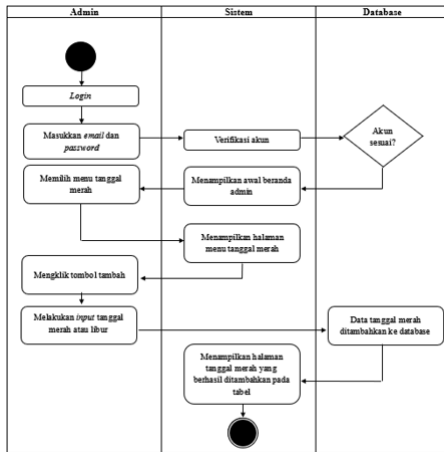 Admin
Sistem
Database
Login
Masukkan email dan
password
Verifikasi akun
Akun
sesuai?
Memilih menu tanggal
merah
Menampilkan awal beranda
admin
Menampilkan halaman
menu tanggal merah
Mengklik tombol tambah
Melakukan input tanggal
merah atau libur
Data tanggal merah
ditambahkan ke database
Menampilkan halaman
tanggal merah yang
berhasil ditambahkan pada
tabel